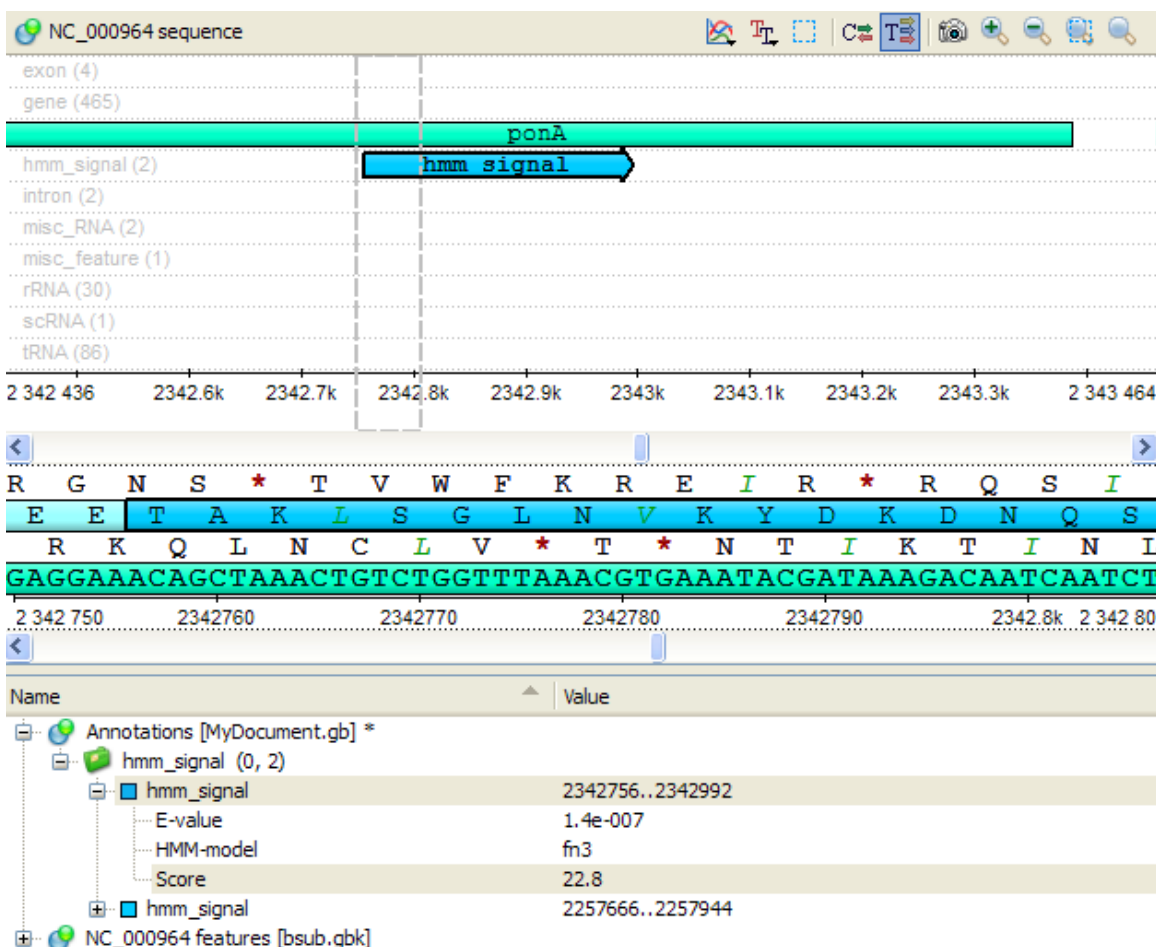 NC_000964 sequence
exon (4)
gene (465)
ponA
hmm_signal (2)
hmm signal
intron (2)
misc_RNA (2)
misc_feature (1)
rRNA (30)
scRNA (1)
tRNA (86)
2 342 436 2342.6k 2342.7k 2342.8k 2342.9k 2343k 2343.1k 2343.2k 2343.3k 2 343 464
R G N S * T V W F K R E I R * R Q S I
E E T A K L S G L N V K Y D K D N Q S
R K Q L N C L V * T * N T I K T I N L
GAGGAAACAGCTAAACTGTCTGGTTTAAACGTGAAATACGATAAAGACAATCAATCT
2 342 750 2342760 2342770 2342780 2342790 2342.8k 2 342 80
Name Value
Annotations [MyDocument.gb] *
hmm_signal (0, 2)
hmm_signal 2342756..2342992
E-value 1.4e-007
HMM-model fn3
Score 22.8
hmm_signal 2257666..2257944
NC_000964 features [bsub.gbk]